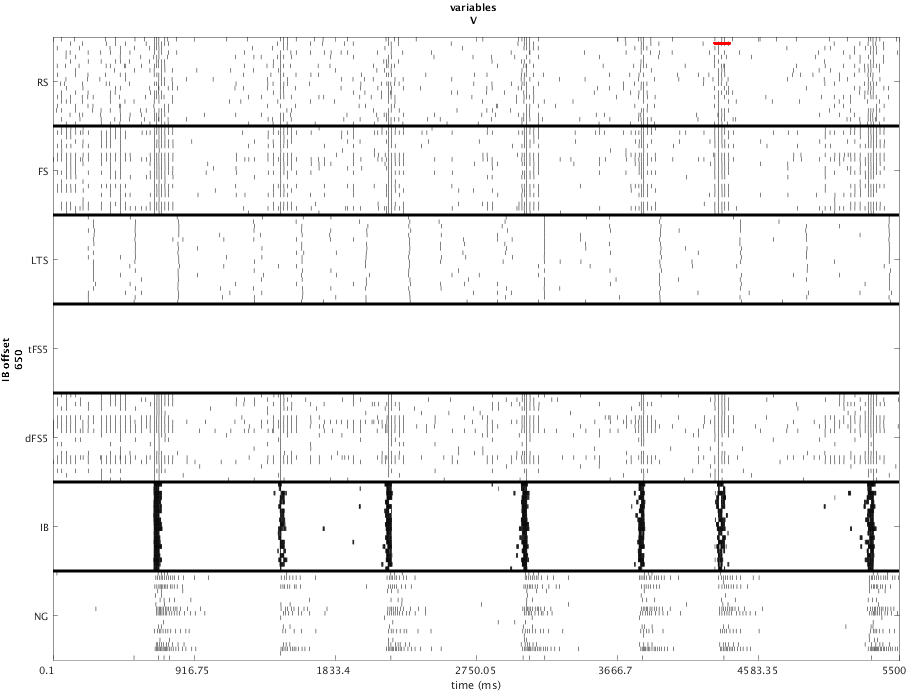 variables
V
RS
FS
LTS
tFS5
dFS5
IB
NG
IB offset
650
0.1 916.75 1833.4 2750.05 3666.7 4583.35 5500
time (ms)